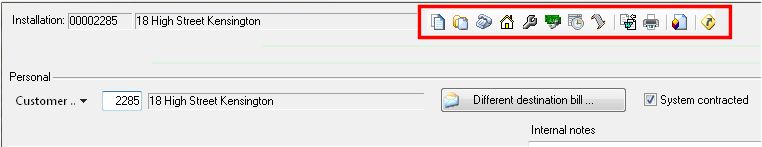 Installation: 00002285 18 High Street Kensington
Personal
Customer .. 2285 18 High Street Kensington Different destination bill ... System contracted
Internal notes